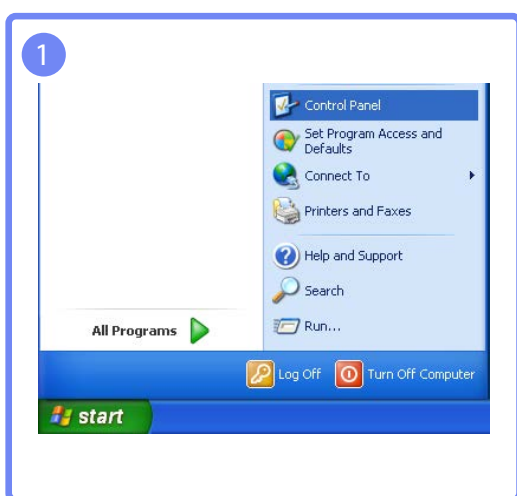 1
Control Panel
Set Program Access and
Defaults
Connect To
Printers and Faxes
Help and Support
Search
All Programs
Run...
Log Off
Turn Off Computer
start